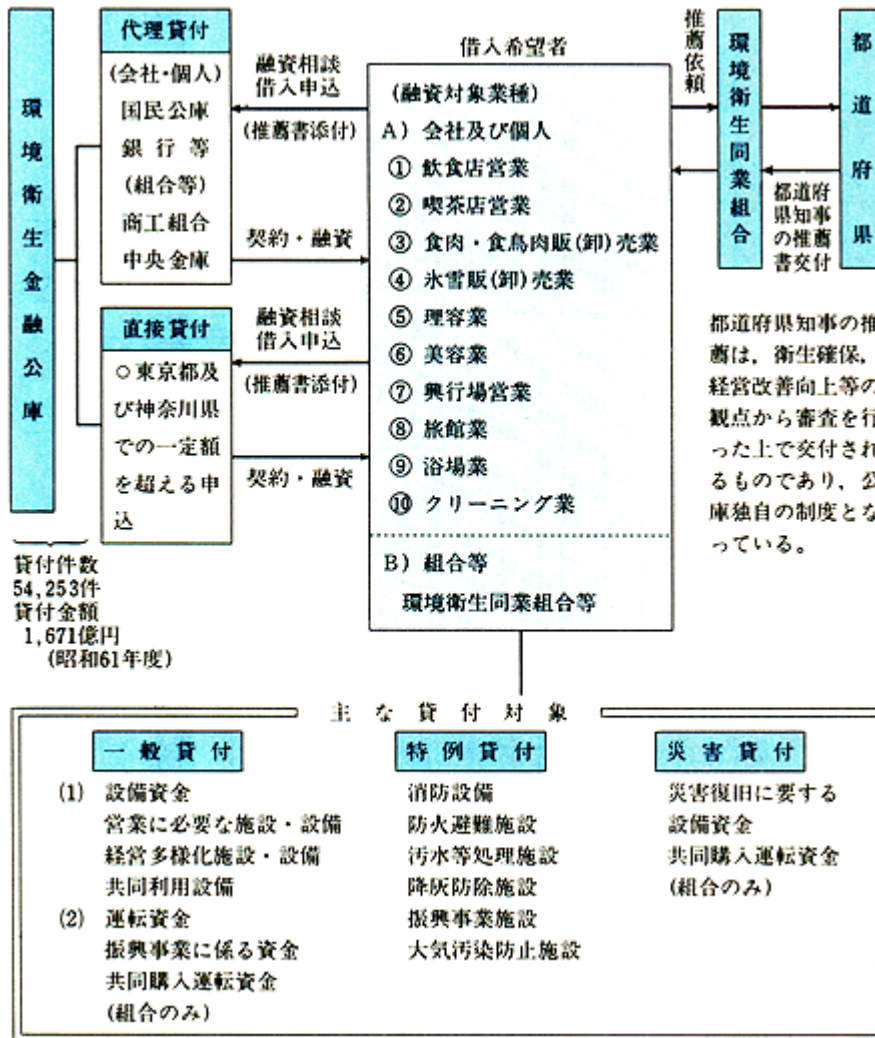 環境衛生金融公庫
貸付件数
54,253件
貸付金額
1,671億円
(昭和61年度)
代理貸付
(会社・個人)
国民公庫
銀行等
(組合等)
商工組合
中央金庫
直接貸付
○東京都及
び神奈川県
での一定額
を超える申
込
融資相談
借入申込
(推薦書添付)
契約・融資
融資相談
借入申込
(推薦書添付)
契約・融資
借入希望者
(融資対象業種)
A) 会社及び個人
① 飲食店営業
② 喫茶店営業
③ 食肉・食鳥肉販(卸)売業
④ 氷雪販(卸)売業
⑤ 理容業
⑥ 美容業
⑦ 興行場営業
⑧ 旅館業
⑨ 浴場業
⑩ クリーニング業
B) 組合等
環境衛生同業組合等
推薦依頼
環境衛生同業組合
都道府
県知事
の推薦
書交付
都道府県
都道府県知事の推
薦は，衛生確保，
経営改善向上等の
観点から審査を行
った上で交付され
るものであり，公
庫独自の制度とな
っている。
主な貸付対象
一般貸付
(1) 設備資金
営業に必要な施設・設備
経営多様化施設・設備
共同利用設備
(2) 運転資金
振興事業に係る資金
共同購入運転資金
(組合のみ)
特例貸付
消防設備
防火避難施設
汚水等処理施設
降灰防除施設
振興事業施設
大気汚染防止施設
災害貸付
災害復旧に要する
設備資金
共同購入運転資金
(組合のみ)